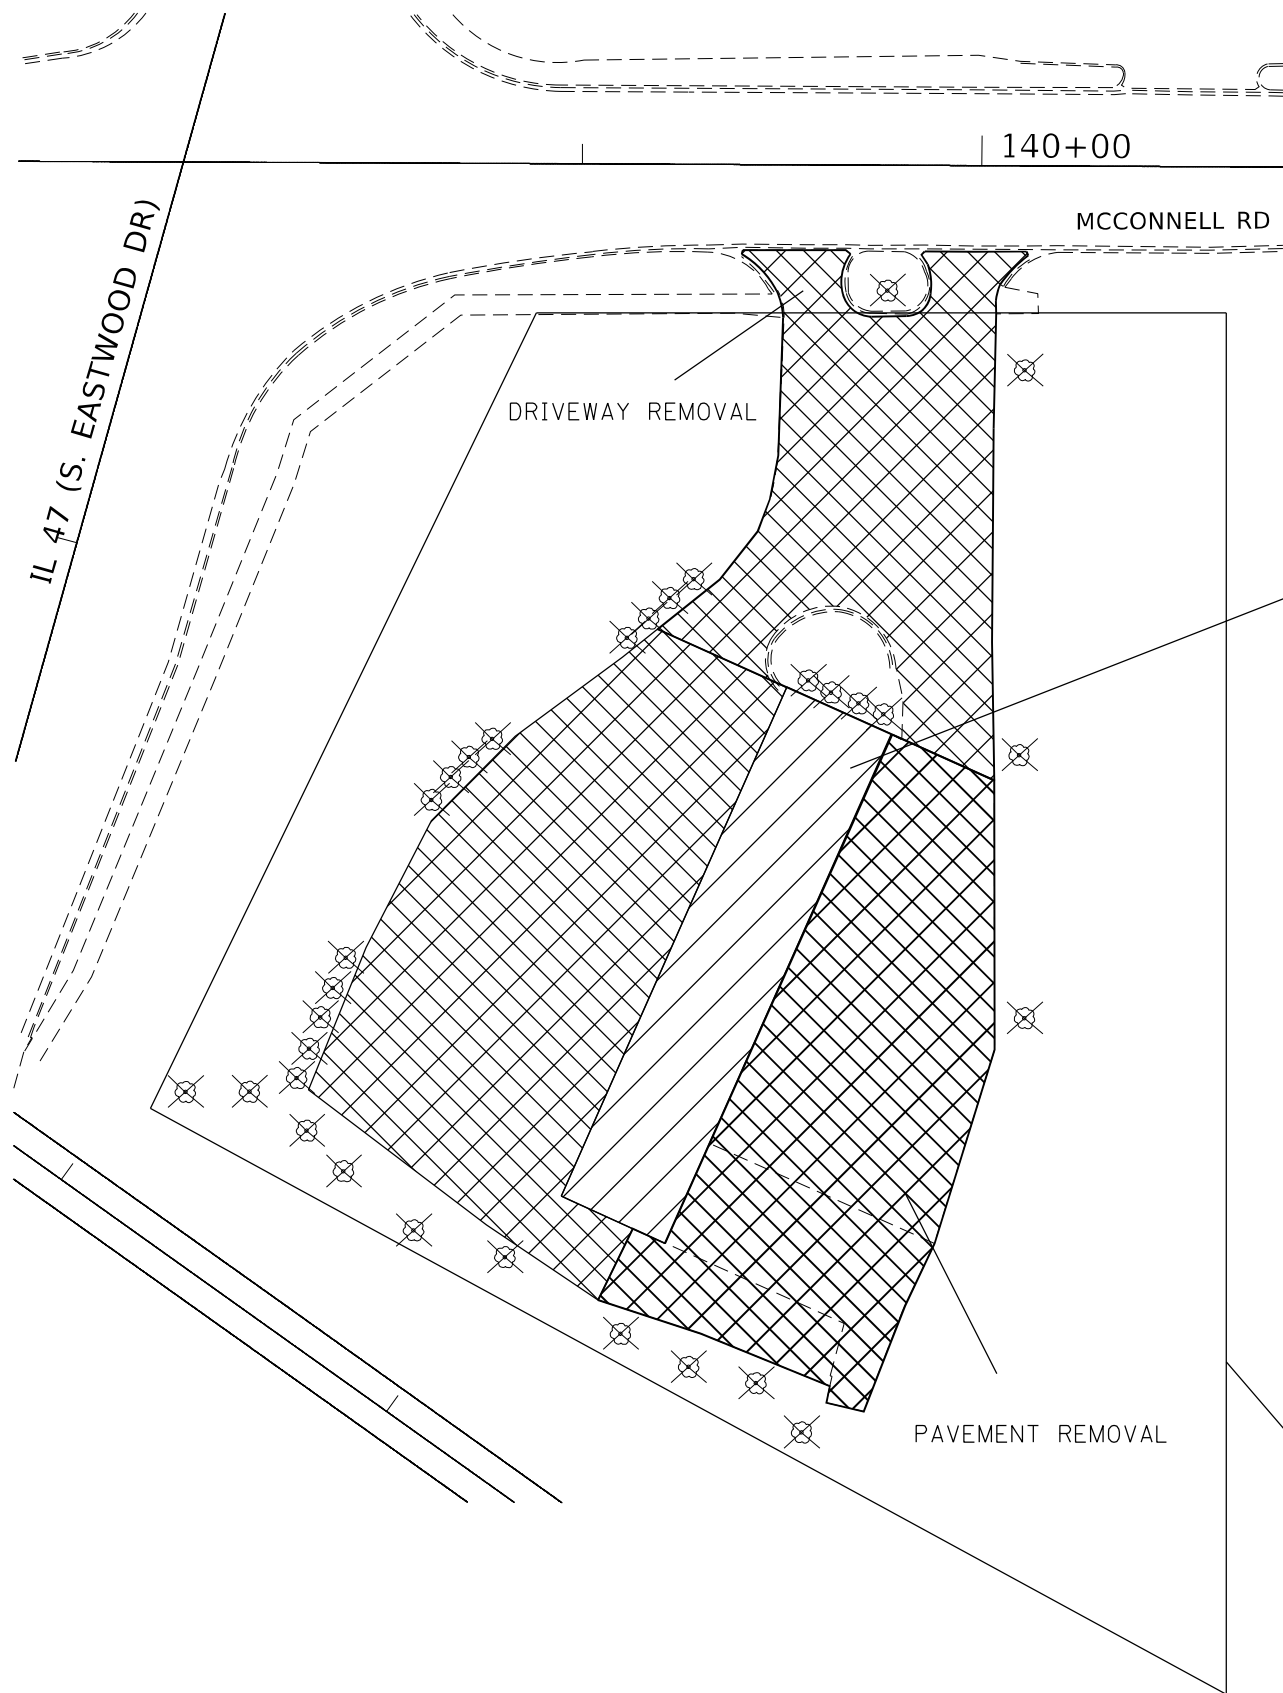 140+00
MCCONNELL RD
IL 47 (S. EASTWOOD DR)
DRIVEWAY REMOVAL
PAVEMENT REMOVAL